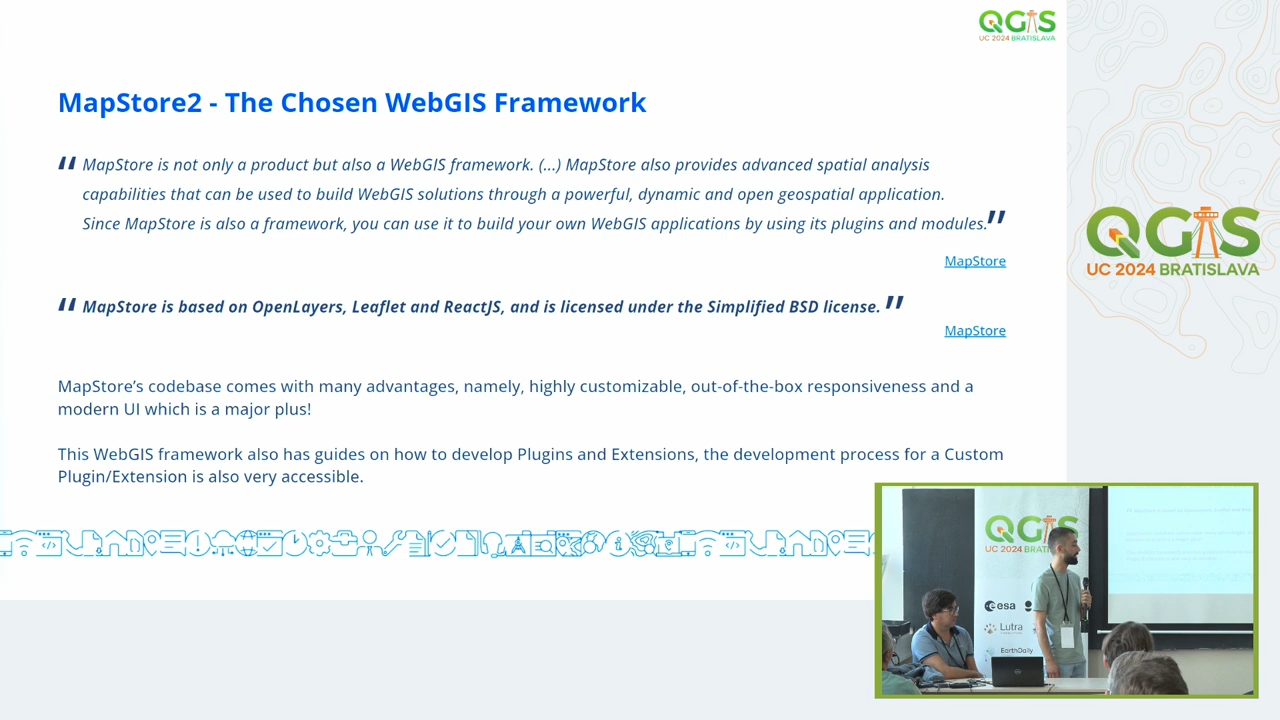 QGIS
UC 2024 BRATISLAVA
MapStore2 - The Chosen WebGIS Framework
“ MapStore is not only a product but also a WebGIS framework. (...) MapStore also provides advanced spatial analysis
capabilities that can be used to build WebGIS solutions through a powerful, dynamic and open geospatial application.
Since MapStore is also a framework, you can use it to build your own WebGIS applications by using its plugins and modules.”
MapStore
“ MapStore is based on OpenLayers, Leaflet and ReactJS, and is licensed under the Simplified BSD license. ”
MapStore
MapStore’s codebase comes with many advantages, namely, highly customizable, out-of-the-box responsiveness and a
modern UI which is a major plus!
This WebGIS framework also has guides on how to develop Plugins and Extensions, the development process for a Custom
Plugin/Extension is also very accessible.
QGIS
UC 2024 BRATISLAVA
QGIS
UC 2024 BRATISL
esa
Lutra
EarthDaily